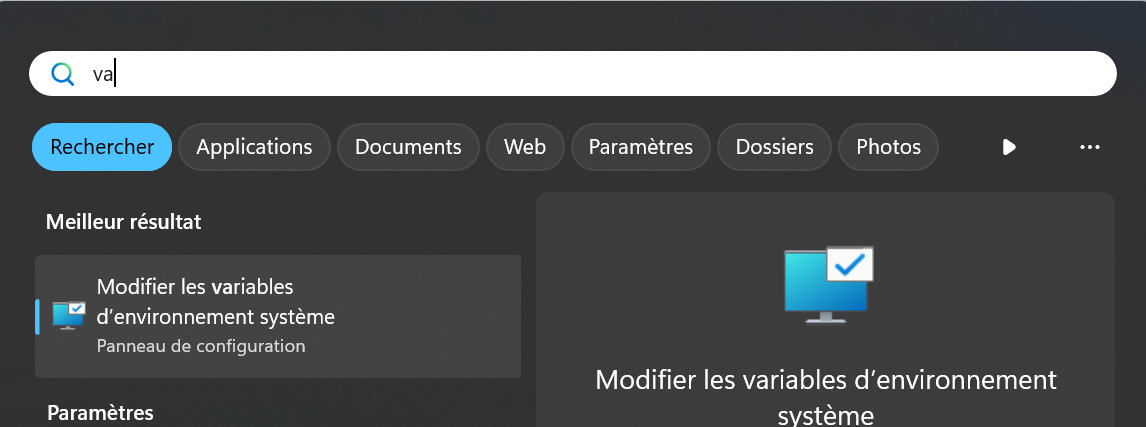 va
Rechercher Applications Documents Web Paramètres Dossiers Photos ...
Meilleur résultat
Modifier les variables
d’environnement système
Panneau de configuration
Paramètres
Modifier les variables d’environnement
système